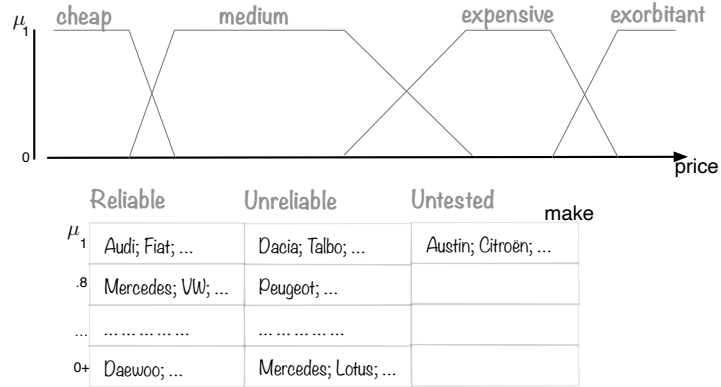 μ
cheap medium expensive exorbitant
1
0
price
Reliable Unreliable Untested
make
μ
1 Audi; Fiat; ... Dacia; Talbo; ... Austin; Citroën; ...
.8 Mercedes; VW; ... Peugeot; ...
... ... ... ... ... ... ... ... ... ... ...
0+ Daewoo; ... Mercedes; Lotus; ...